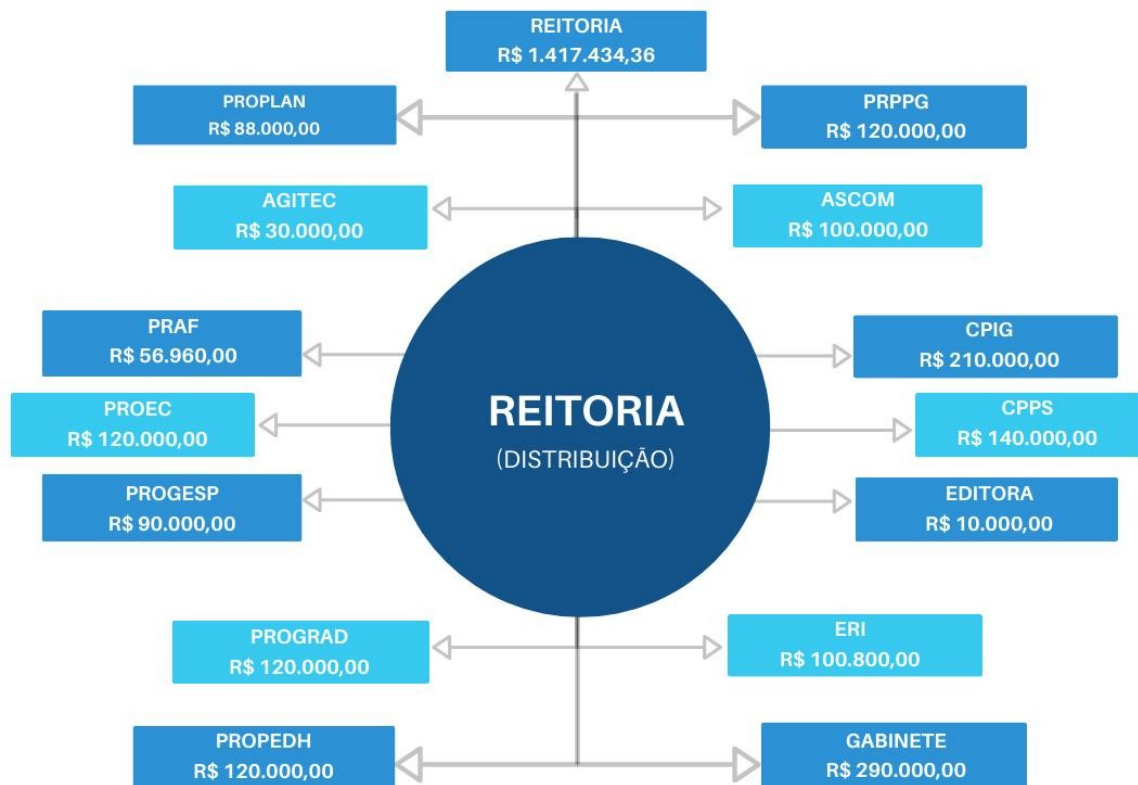 REITORIA
R$ 1.417.434,36
PROPLAN
R$ 88.000,00
PRPPG
R$ 120.000,00
AGITEC
R$ 30.000,00
ASCOM
R$ 100.000,00
PRAF
R$ 56.960,00
CPIG
R$ 210.000,00
PROEC
R$ 120.000,00
REITORIA
(DISTRIBUIÇÃO)
CPPS
R$ 140.000,00
PROGESP
R$ 90.000,00
EDITORA
R$ 10.000,00
PROGRAD
R$ 120.000,00
ERI
R$ 100.800,00
PROPEDH
R$ 120.000,00
GABINETE
R$ 290.000,00